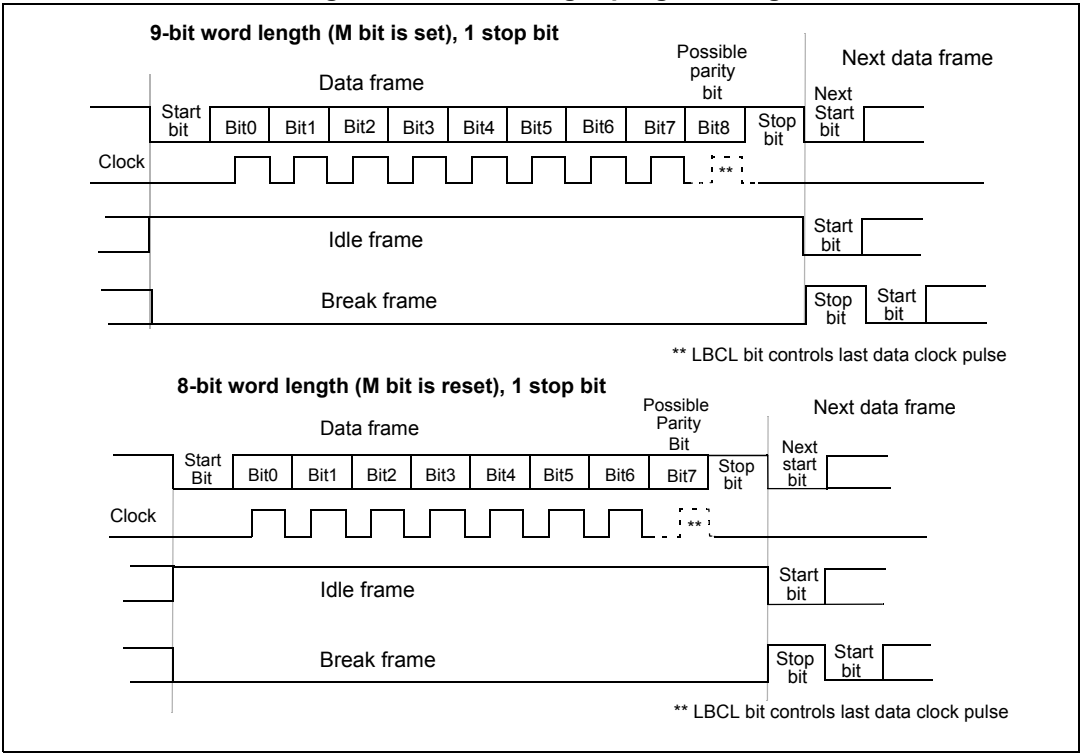 9-bit word length (M bit is set), 1 stop bit
Possible
parity
bit
Next data frame
Data frame
Next
Start
bit
Start
bit
Bit0 Bit1 Bit2 Bit3 Bit4 Bit5 Bit6 Bit7 Bit8
Stop
bit
Clock
**
Idle frame
Start
bit
Break frame
Stop
bit
Start
bit
** LBCL bit controls last data clock pulse
8-bit word length (M bit is reset), 1 stop bit
Possible
Parity
Bit
Next data frame
Data frame
Next
start
bit
Start
Bit
Bit0 Bit1 Bit2 Bit3 Bit4 Bit5 Bit6 Bit7
Stop
bit
Clock
**
Idle frame
Start
bit
Break frame
Stop
bit
Start
bit
** LBCL bit controls last data clock pulse